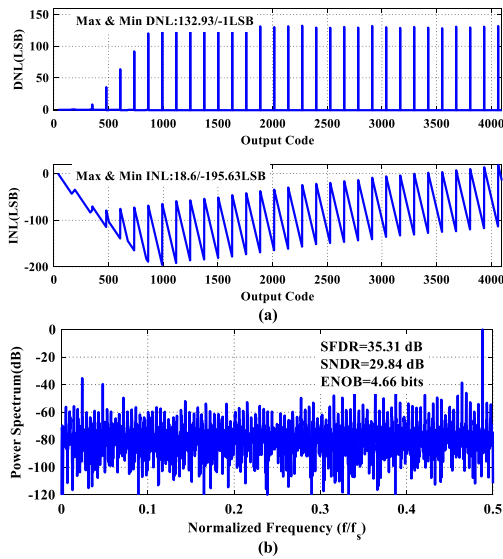 Max & Min DNL:132.93/-1LSB
150
100
50
0
DNL(LSB)
0 500 1000 1500 2000 2500 3000 3500 4000
Output Code
Max & Min INL:18.6/-195.63LSB
0
-100
-200
INL(LSB)
0 500 1000 1500 2000 2500 3000 3500 4000
Output Code
(a)
SFDR=35.31 dB
SNDR=29.84 dB
ENOB=4.66 bits
0
-20
-40
-60
-80
-100
-120
Power Spectrum(dB)
0 0.1 0.2 0.3 0.4 0.5
Normalized Frequency (f/fs)
(b)